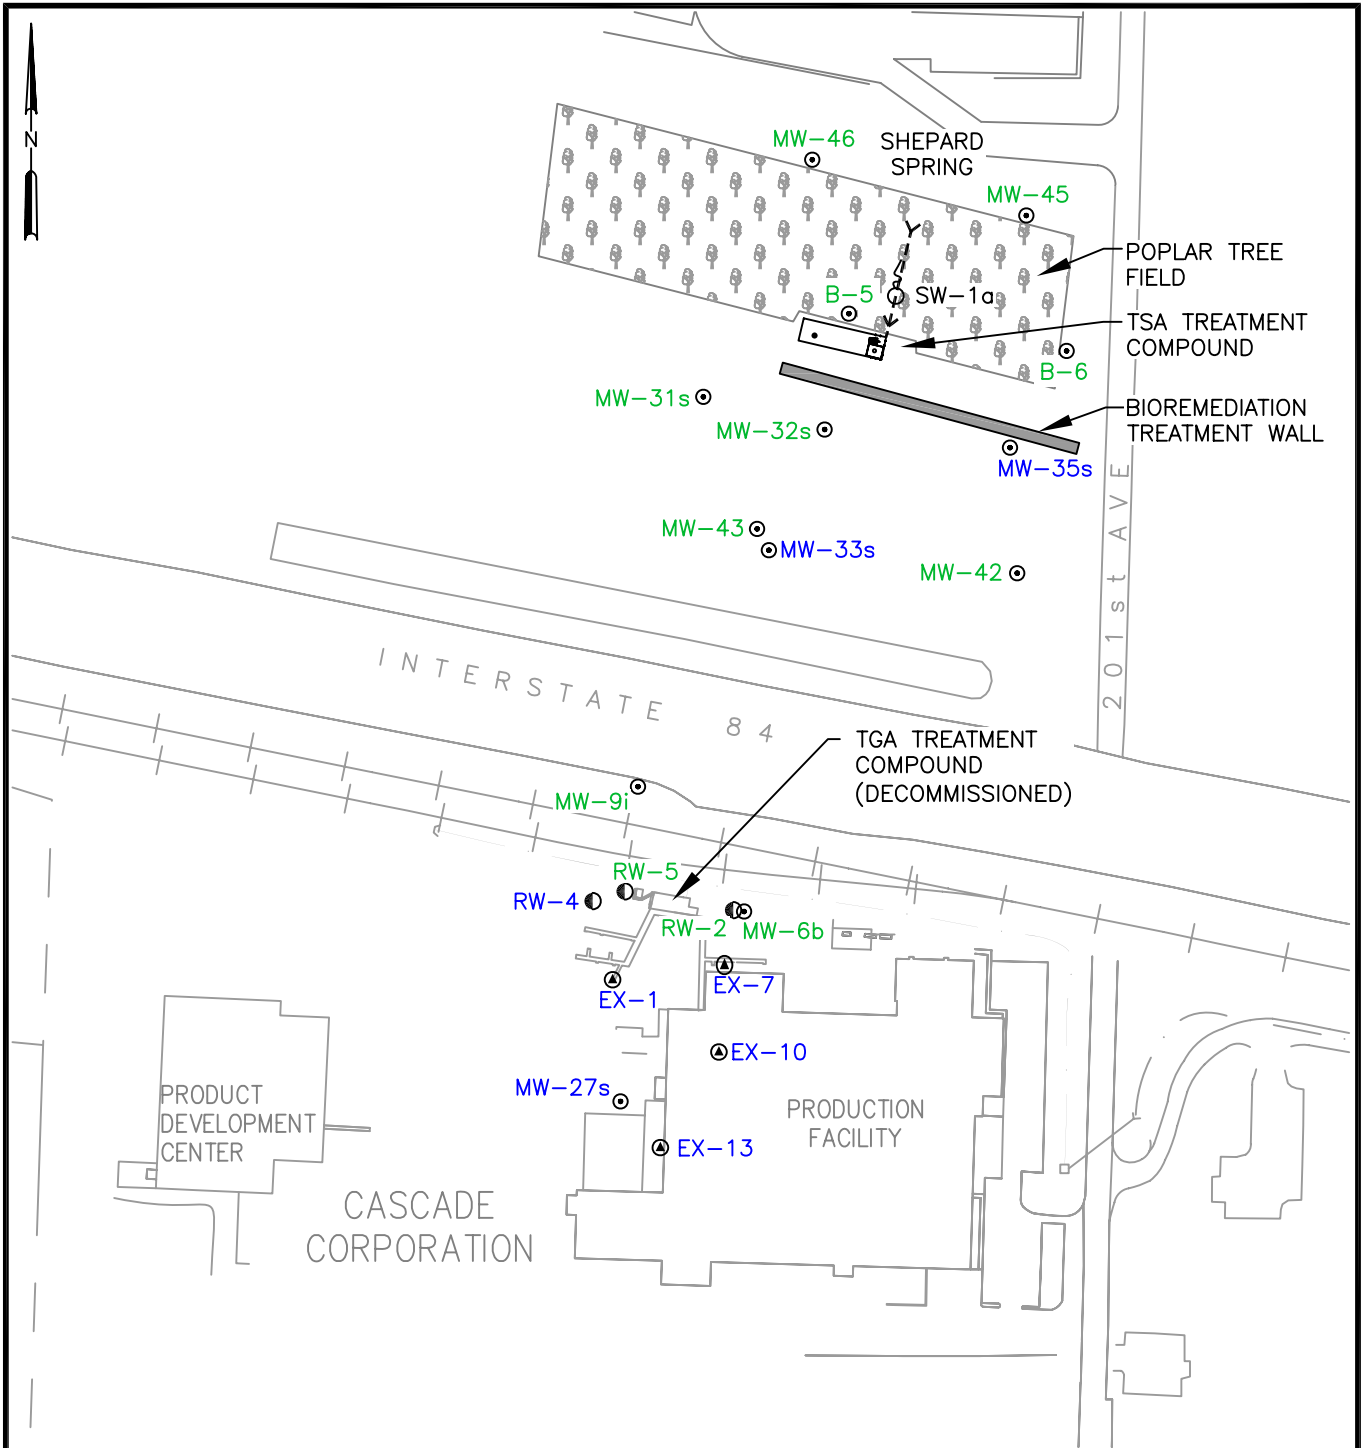 N
MW-46
SHEPARD
SPRING
MW-45
POPLAR TREE
FIELD
B-5
SW-1a
TSA TREATMENT
COMPOUND
B-6
MW-31s
BIOREMEDIATION
TREATMENT WALL
MW-32s
MW-35s
MW-43
MW-33s
MW-42
201st AVE
INTERSTATE 84
TGA TREATMENT
COMPOUND
(DECOMMISSIONED)
MW-9i
RW-5
RW-4
RW-2
MW-6b
EX-7
EX-1
EX-10
MW-27s
PRODUCT
DEVELOPMENT
CENTER
PRODUCTION
FACILITY
EX-13
CASCADE
CORPORATION